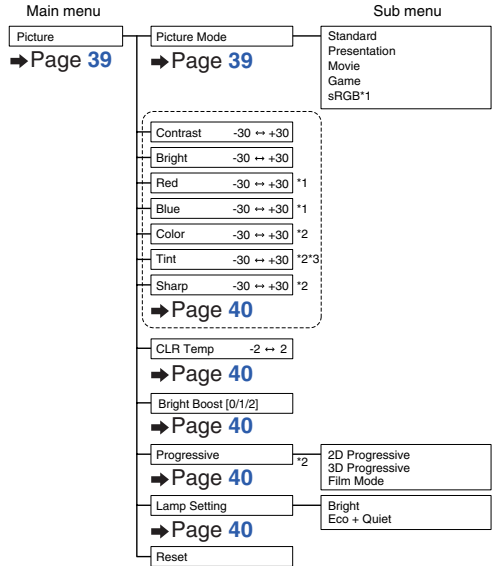 Main menu
Sub menu
Picture
➡Page 39
Picture Mode
➡Page 39
Standard
Presentation
Movie
Game
sRGB*1
Contrast -30 ↔ +30
Bright -30 ↔ +30
Red -30 ↔ +30 *1
Blue -30 ↔ +30 *1
Color -30 ↔ +30 *2
Tint -30 ↔ +30 *2*3
Sharp -30 ↔ +30 *2
➡Page 40
CLR Temp -2 ↔ 2
➡Page 40
Bright Boost [0/1/2]
➡Page 40
Progressive *2
➡Page 40
2D Progressive
3D Progressive
Film Mode
Lamp Setting
➡Page 40
Bright
Eco + Quiet
Reset